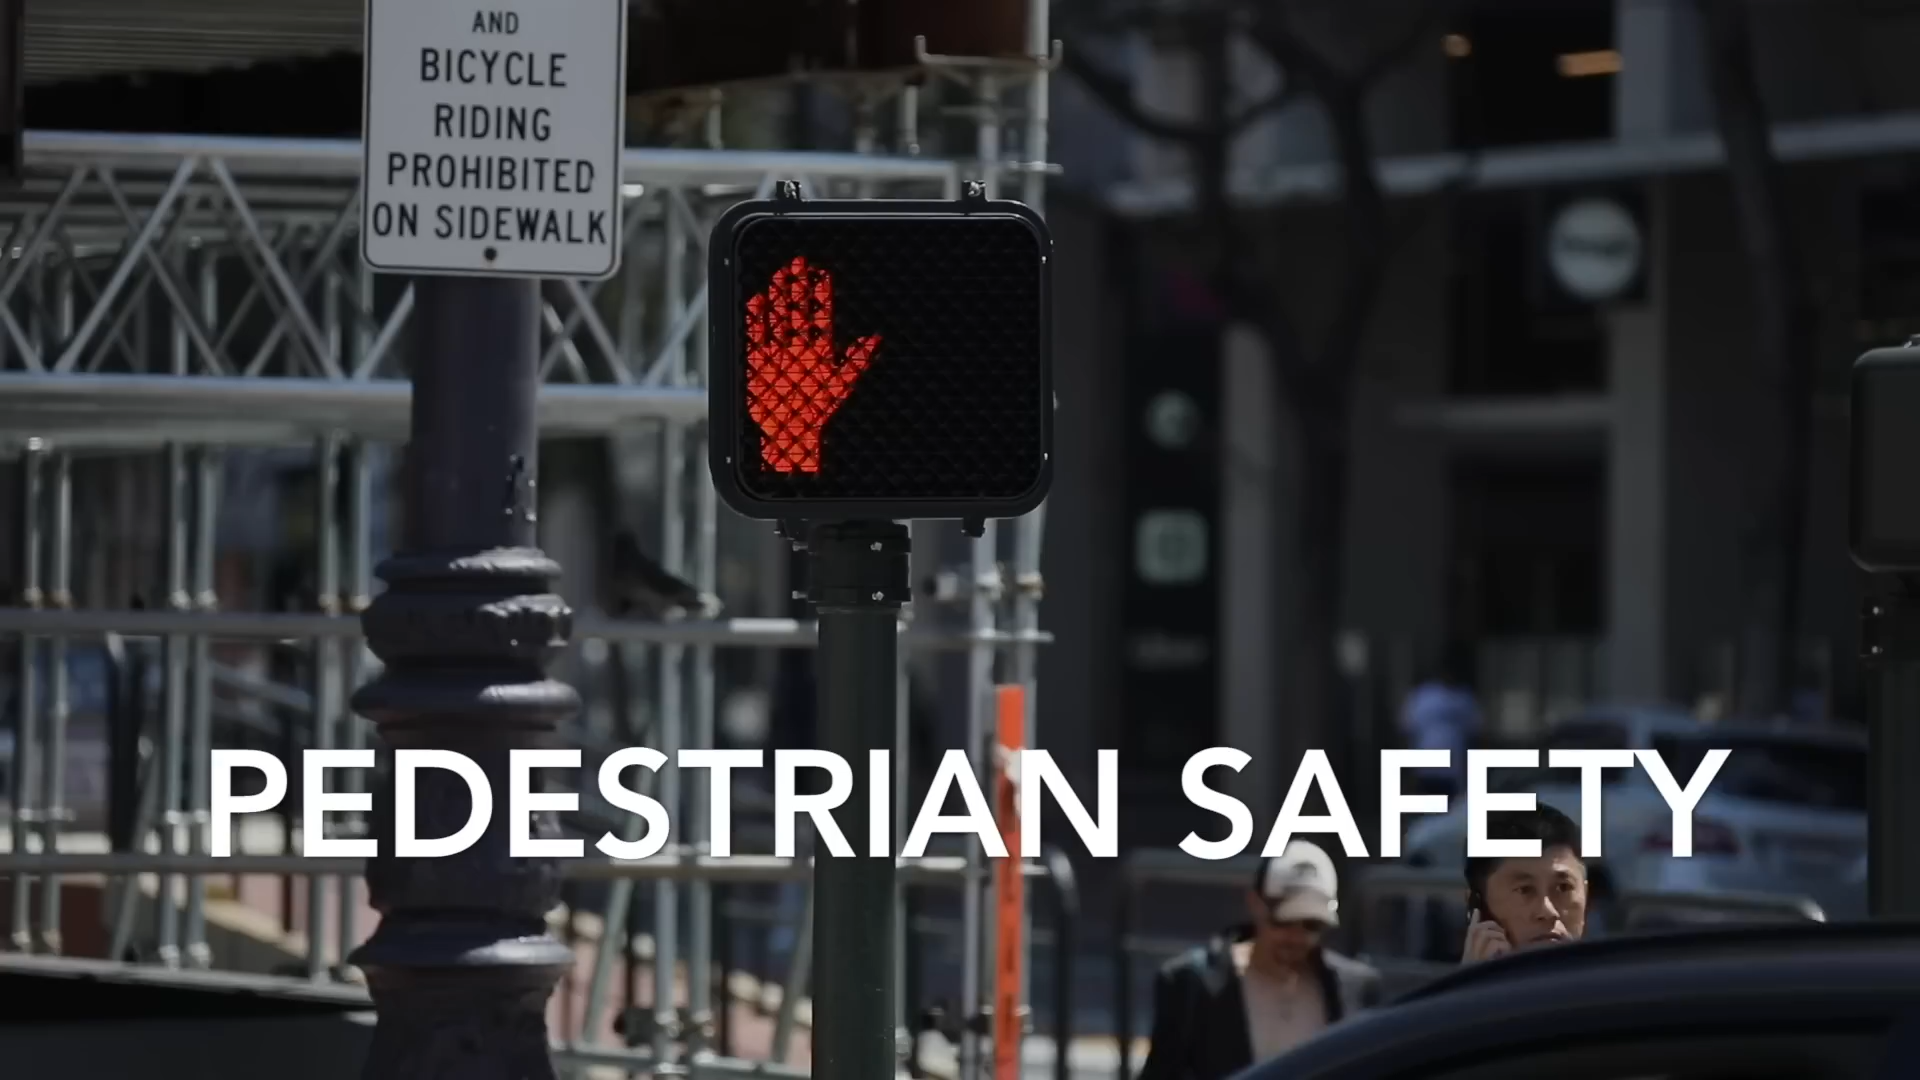 AND
BICYCLE
RIDING
PROHIBITED
ON SIDEWALK
PEDESTRIAN SAFETY